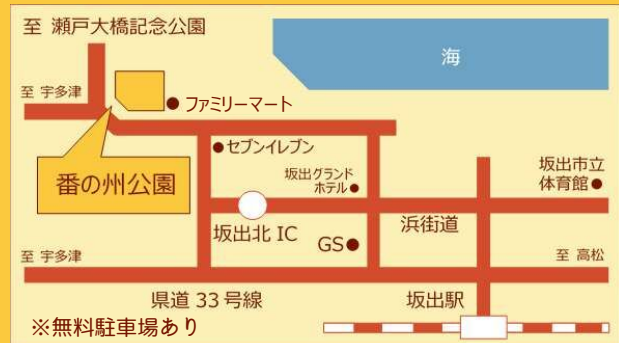 至 瀬戸大橋記念公園
海
至 宇多津
ファミリーマート
セブンイレブン
番の州公園
坂出グランド
ホテル
坂出市立
体育館
坂出北 IC
浜街道
GS
至 宇多津
至 高松
県道 33 号線
坂出駅
※無料駐車場あり